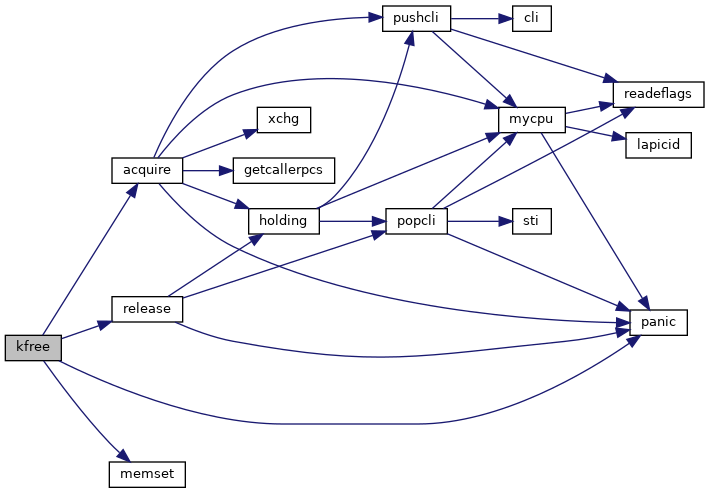 pushcli
cli
readeflags
xchg
mycpu
lapicid
acquire
getcallerpcs
holding
popcli
sti
release
panic
kfree
memset